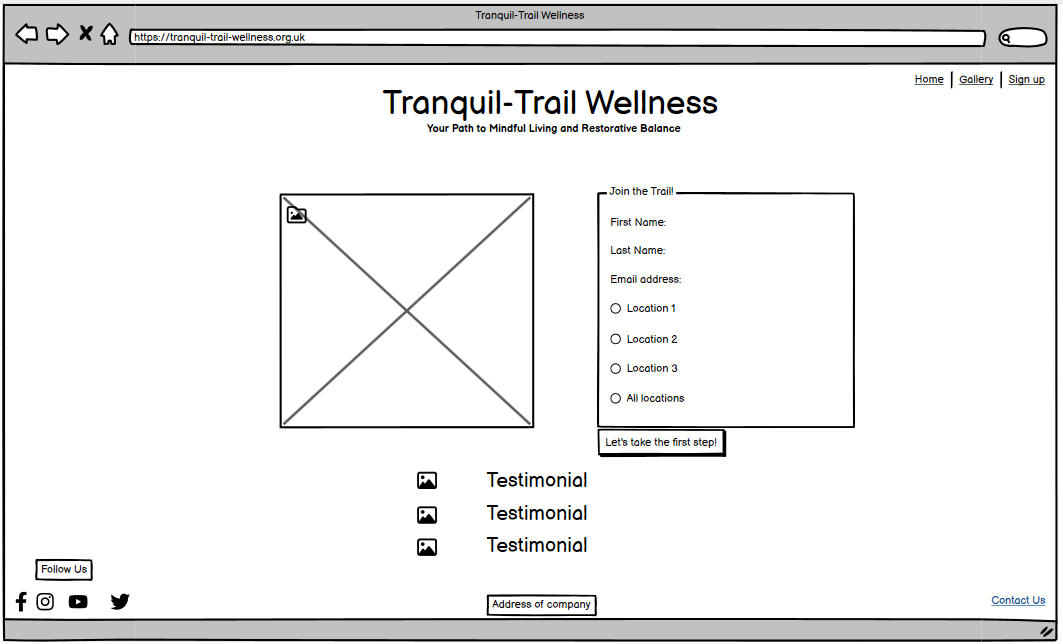 Tranquil-Trail Wellness
https://tranquil-trail-wellness.org.uk
Home | Gallery | Sign up
Tranquil-Trail Wellness
Your Path to Mindful Living and Restorative Balance
Join the Trail!
First Name:
Last Name:
Email address:
Location 1
Location 2
Location 3
All locations
Let's take the first step!
Testimonial
Testimonial
Testimonial
Follow Us
Address of company
Contact Us